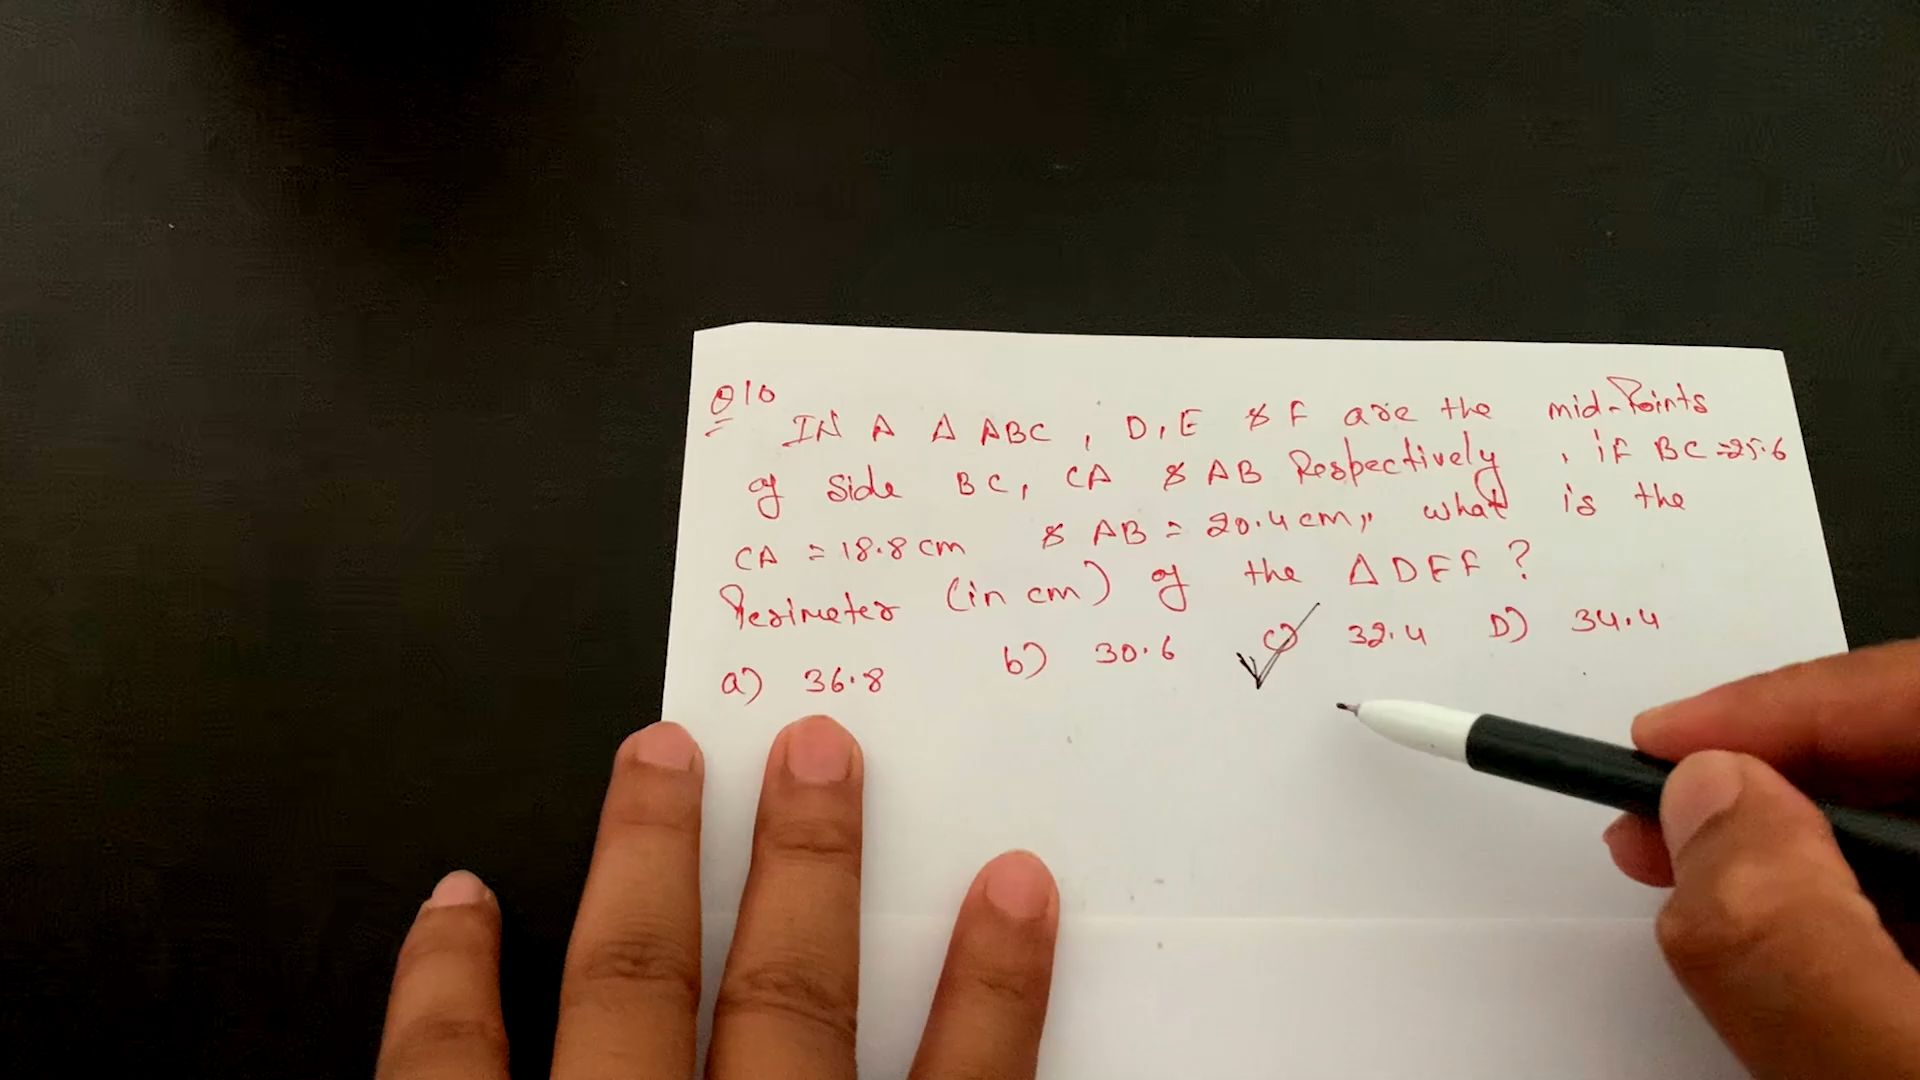 Q10
IN A Δ ABC, D, E & F are the mid-Points
of side BC, CA & AB Respectively, if BC = 25.6
CA = 18.8 cm & AB = 20.4 cm, what is the
Perimeter (in cm) of the Δ DEF ?
a) 36.8 b) 30.6 c) 32.4 D) 34.4